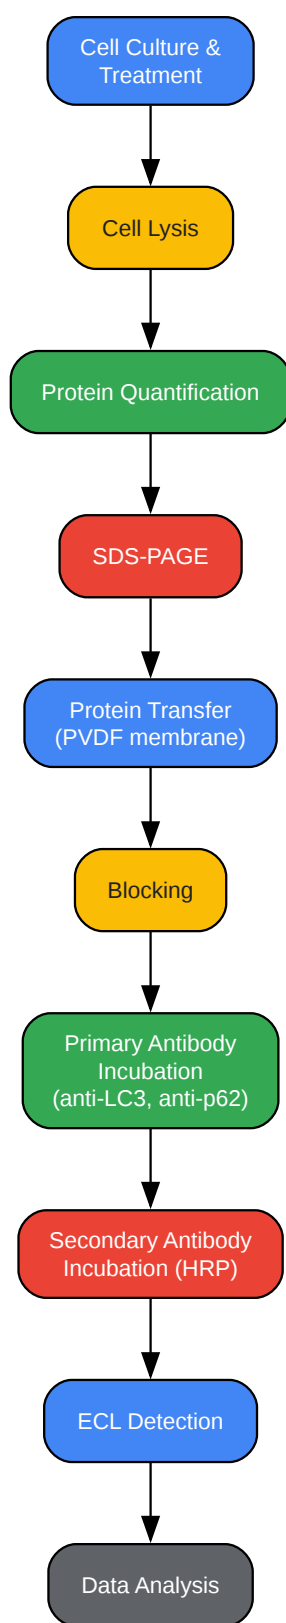 Cell Culture &
Treatment
Cell Lysis
Protein Quantification
SDS-PAGE
Protein Transfer
(PVDF membrane)
Blocking
Primary Antibody
Incubation
(anti-LC3, anti-p62)
Secondary Antibody
Incubation (HRP)
ECL Detection
Data Analysis